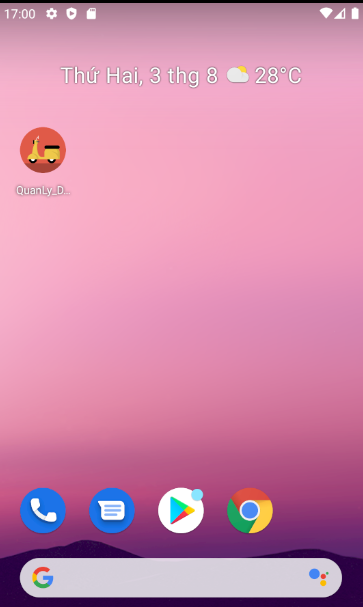 17:00
Thứ Hai, 3 thg 8 28°C
QuanLy_D...